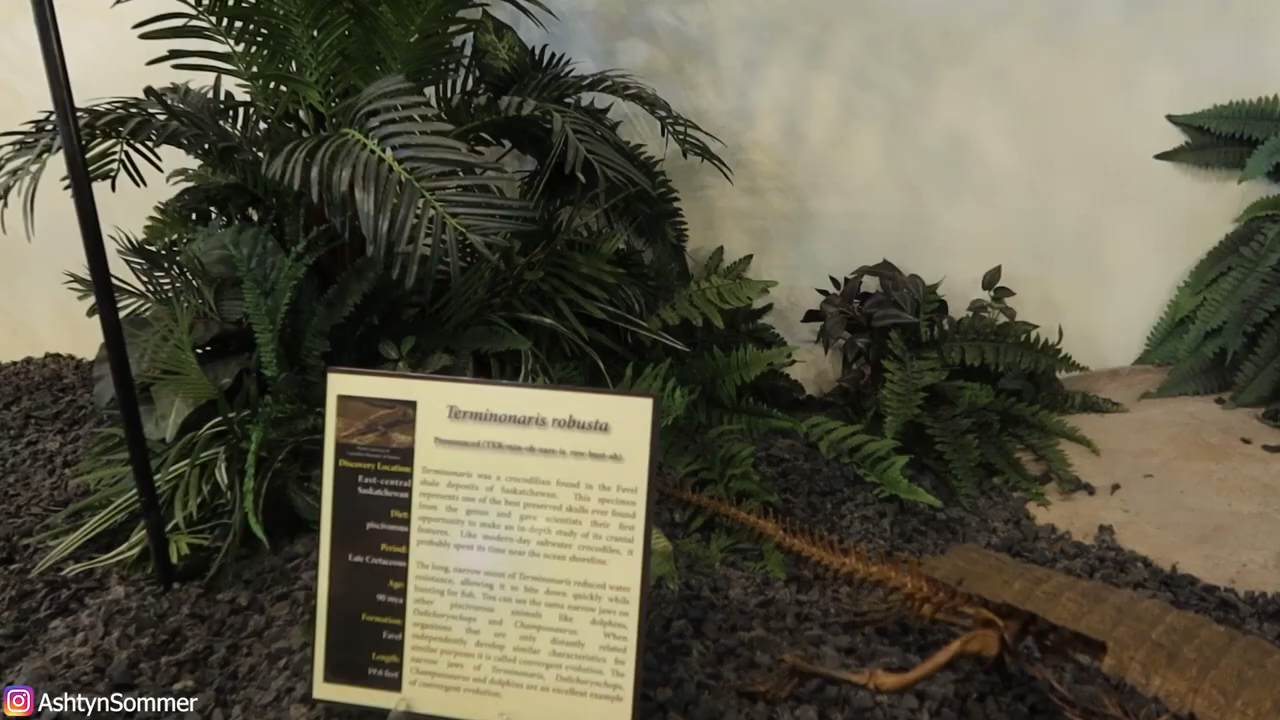 Terminonaris robusta
Discovery Location:
East-central
Saskatchewan
Diet:
piscivorous
Period:
Late Cretaceous
Age:
90 mya
Formation:
Favel
Length:
19.6 feet
Terminonaris was a crocodilian found in the Favel
shale deposits of Saskatchewan. This specimen
represents one of the best preserved skulls ever found
from the genus and gave scientists their first
opportunity to make an in-depth study of its cranial
features. Like modern-day saltwater crocodiles, it
probably spent its time near the ocean shoreline.
The long, narrow snout of Terminonaris reduced water
resistance, allowing it to bite down quickly while
hunting for fish. You can see the same narrow jaws on
other piscivorous animals like dolphins,
Dolichorynchops and Champsosaurus. When
organisms that are only distantly related
independently develop similar characteristics for
similar purposes it is called convergent evolution. The
narrow jaws of Terminonaris, Dolichorynchops,
Champsosaurus and dolphins are an excellent example
of convergent evolution.
AshtynSommer